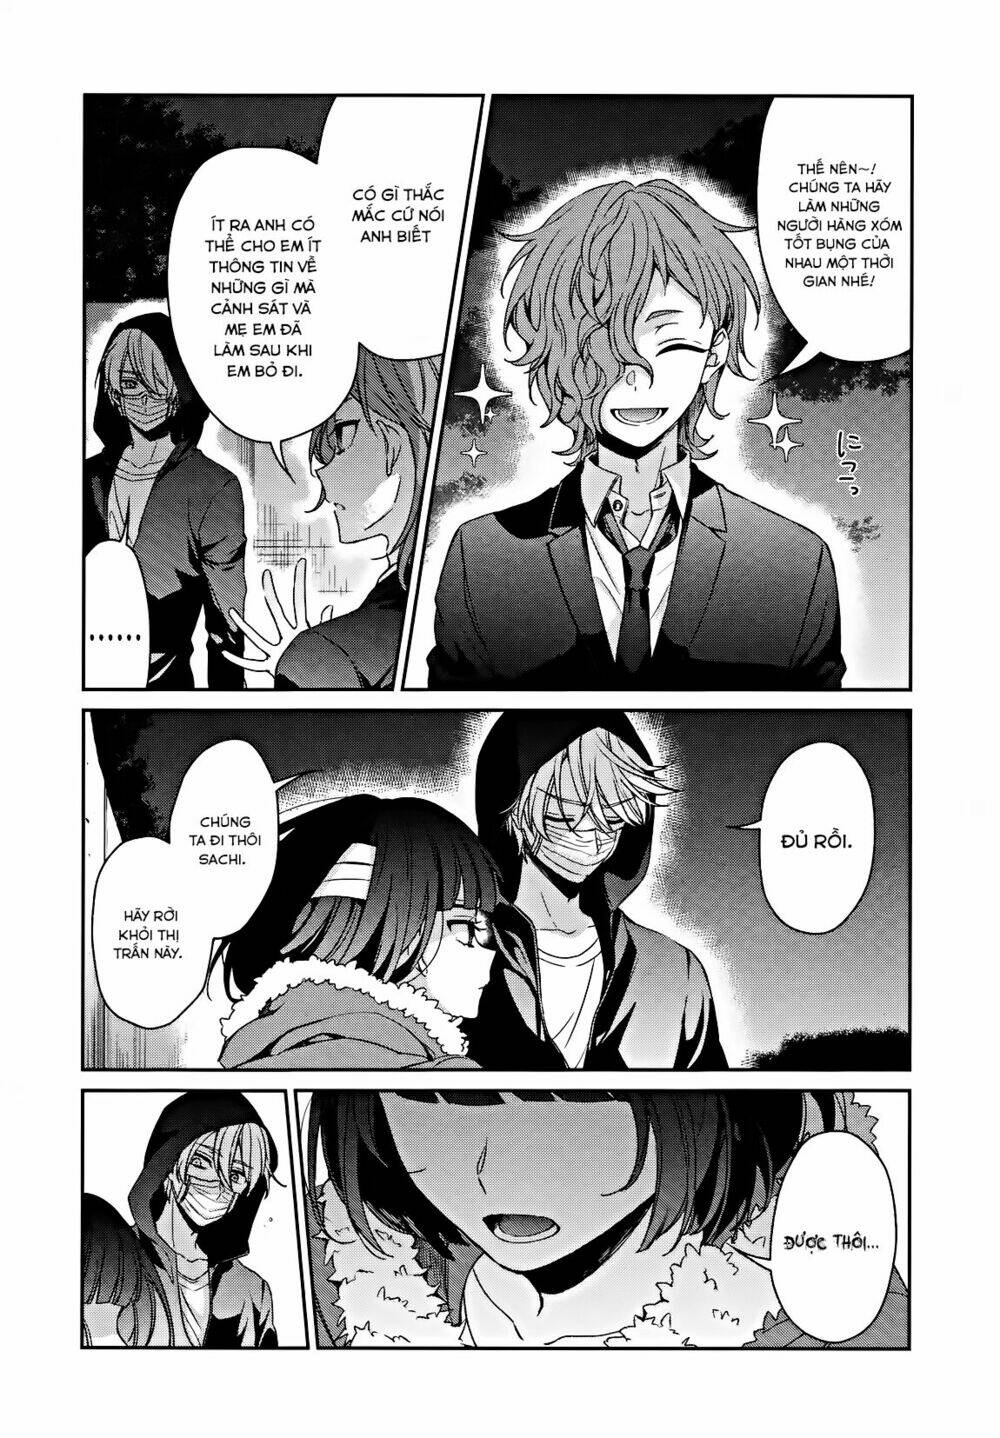 THẾ NÊN~!
CHÚNG TA HÃY
LÀM NHỮNG
NGƯỜI HÀNG XÓM
TỐT BỤNG CỦA
NHAU MỘT THỜI
GIAN NHÉ!
にこっ
CÓ GÌ THẮC
MẮC CỨ NÓI
ANH BIẾT
ÍT RA ANH CÓ
THỂ CHO EM ÍT
THÔNG TIN VỀ
NHỮNG GÌ MÀ
CẢNH SÁT VÀ
MẸ EM ĐÃ
LÀM SAU KHI
EM BỎ ĐI.
........
ĐỦ RỒI.
CHÚNG
TA ĐI THÔI
SACHI.
HÃY RỜI
KHỎI THỊ
TRẤN NÀY.
ĐƯỢC THÔI...